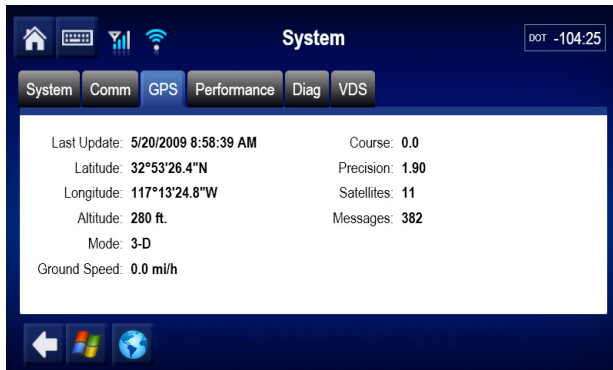 System
DOT -104:25
System Comm GPS Performance Diag VDS
Last Update: 5/20/2009 8:58:39 AM
Latitude: 32°53'26.4"N
Longitude: 117°13'24.8"W
Altitude: 280 ft.
Mode: 3-D
Ground Speed: 0.0 mi/h
Course: 0.0
Precision: 1.90
Satellites: 11
Messages: 382